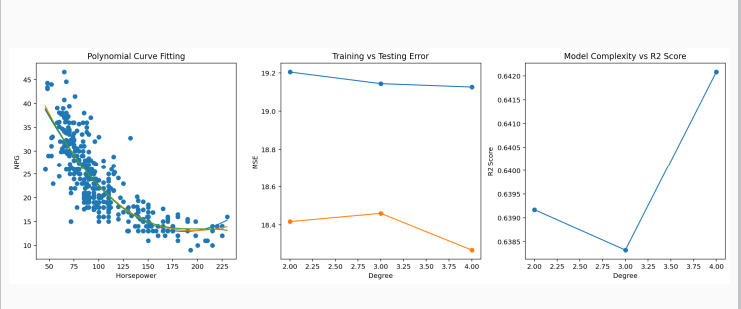 Polynomial Curve Fitting
45
40
35
30
25
20
15
10
NPG
50 75 100 125 150 175 200 225
Horsepower
Training vs Testing Error
19.2
19.0
18.8
18.6
18.4
MSE
2.00 2.25 2.50 2.75 3.00 3.25 3.50 3.75 4.00
Degree
Model Complexity vs R2 Score
0.6420
0.6415
0.6410
0.6405
0.6400
0.6395
0.6390
0.6385
R2 Score
2.00 2.25 2.50 2.75 3.00 3.25 3.50 3.75 4.00
Degree